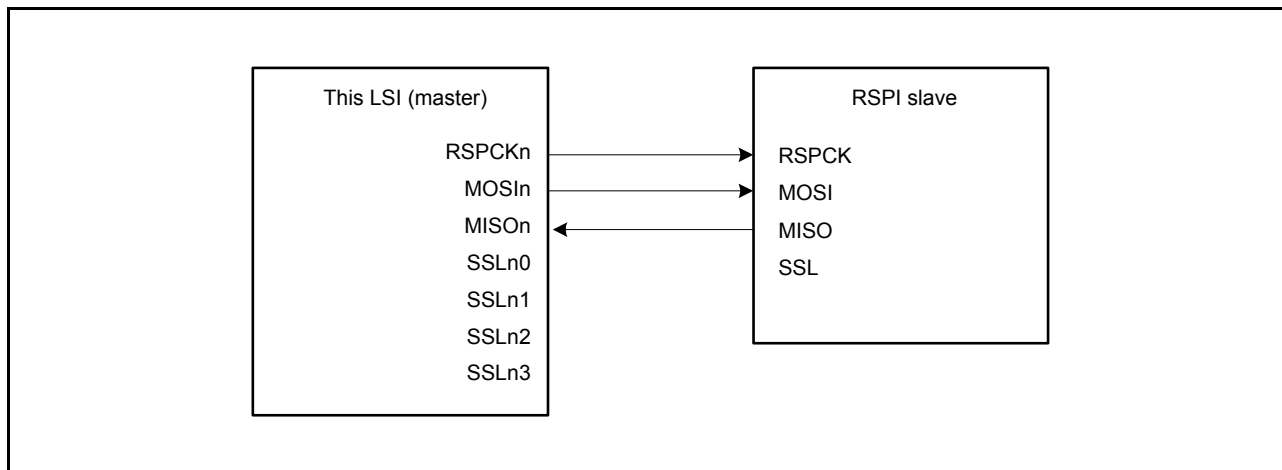 This LSI (master)
RSPCKn
MOSIn
MISOn
SSLn0
SSLn1
SSLn2
SSLn3
RSPI slave
RSPCK
MOSI
MISO
SSL